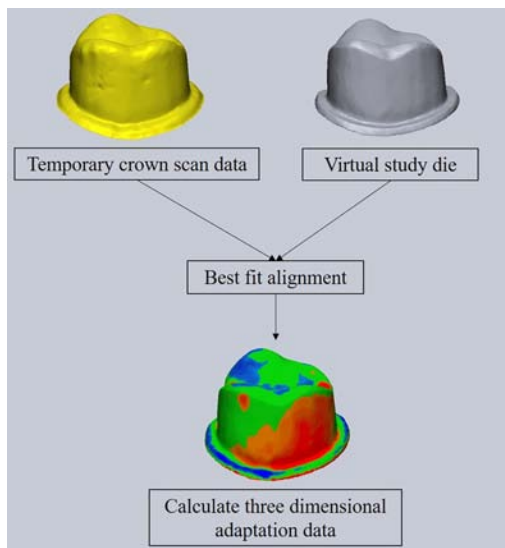 Temporary crown scan data
Virtual study die
Best fit alignment
Calculate three dimensional
adaptation data